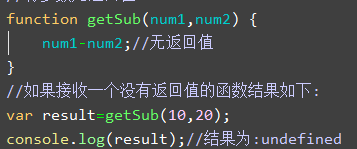 function getSub(num1,num2) {
num1-num2;//无返回值
}
//如果接收一个没有返回值的函数结果如下:
var result=getSub(10,20);
console.log(result);//结果为:undefined